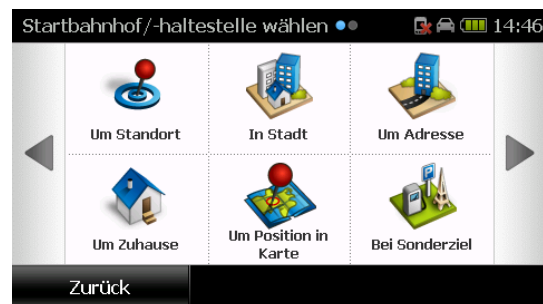 Startbahnhof/-haltestelle wählen
14:46
Um Standort
In Stadt
Um Adresse
Um Zuhause
Um Position in
Karte
Bei Sonderziel
Zurück